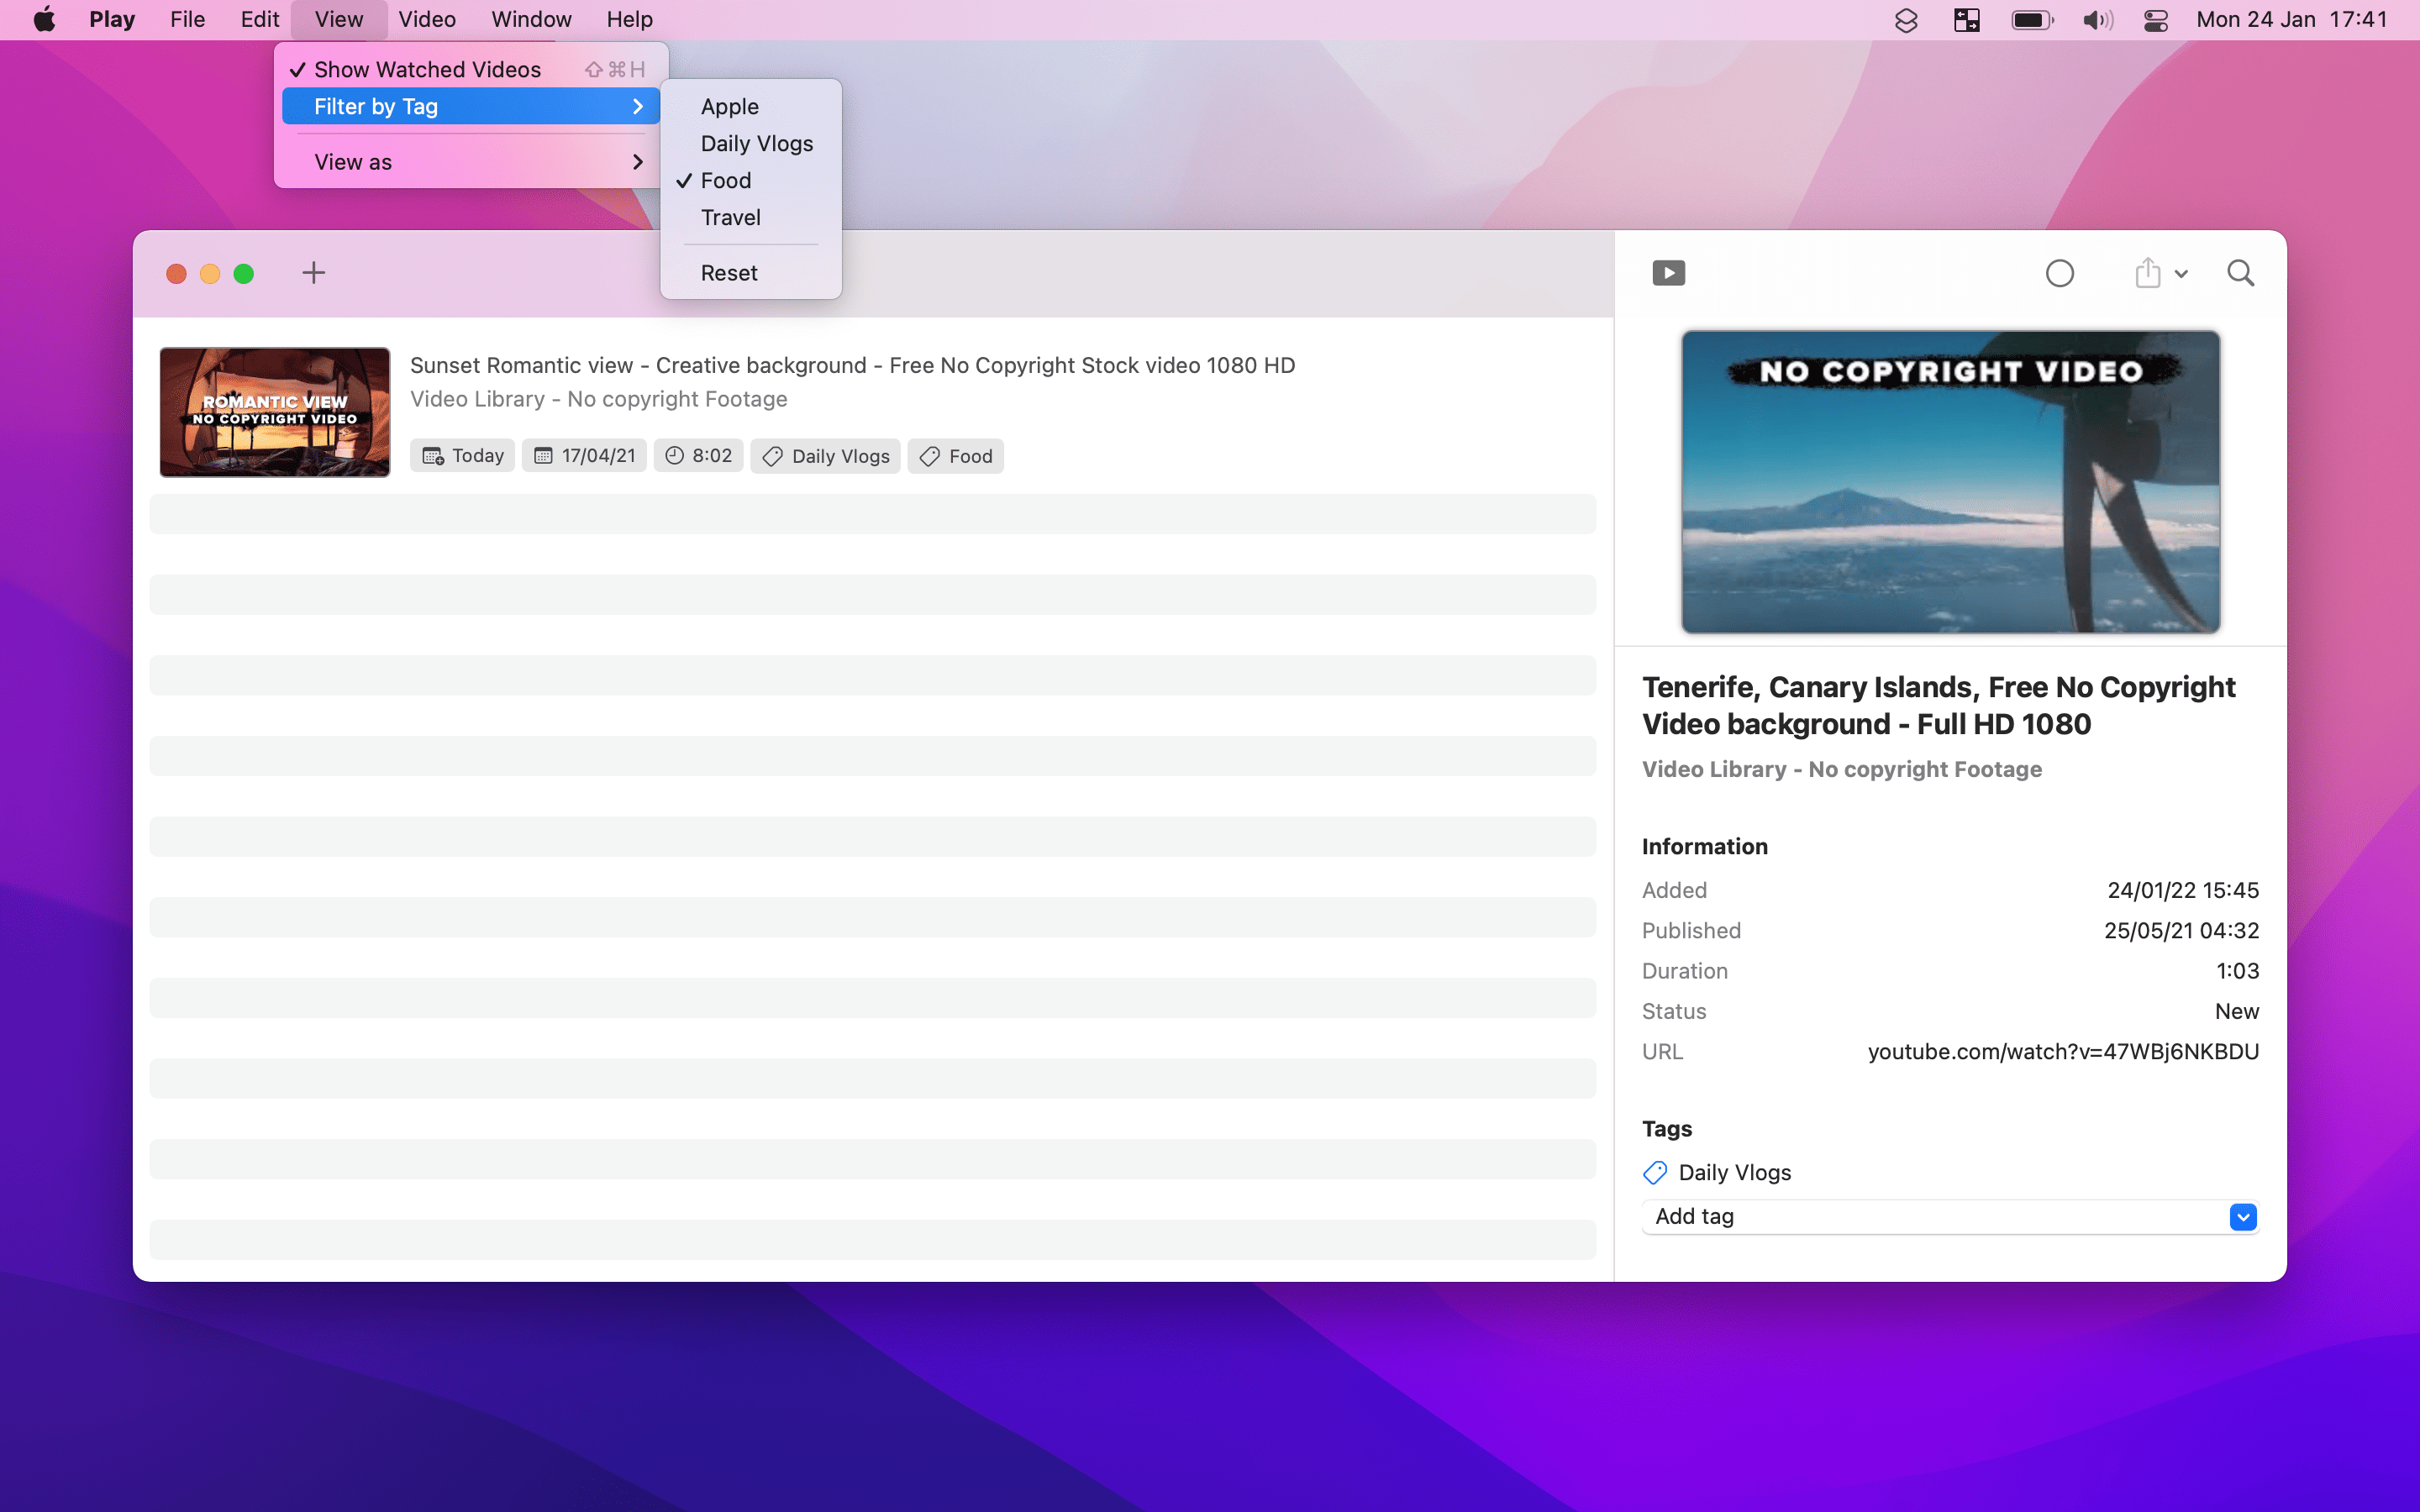 Play File Edit View Video Window Help Mon 24 Jan 17:41
Show Watched Videos ⇧⌘H
Filter by Tag
View as
Apple
Daily Vlogs
Food
Travel
Reset
ROMANTIC VIEW
NO COPYRIGHT VIDEO
Sunset Romantic view - Creative background - Free No Copyright Stock video 1080 HD
Video Library - No copyright Footage
Today 17/04/21 8:02 Daily Vlogs Food
NO COPYRIGHT VIDEO
Tenerife, Canary Islands, Free No Copyright
Video background - Full HD 1080
Video Library - No copyright Footage
Information
Added 24/01/22 15:45
Published 25/05/21 04:32
Duration 1:03
Status New
URL youtube.com/watch?v=47WBj6NKBDU
Tags
Daily Vlogs
Add tag